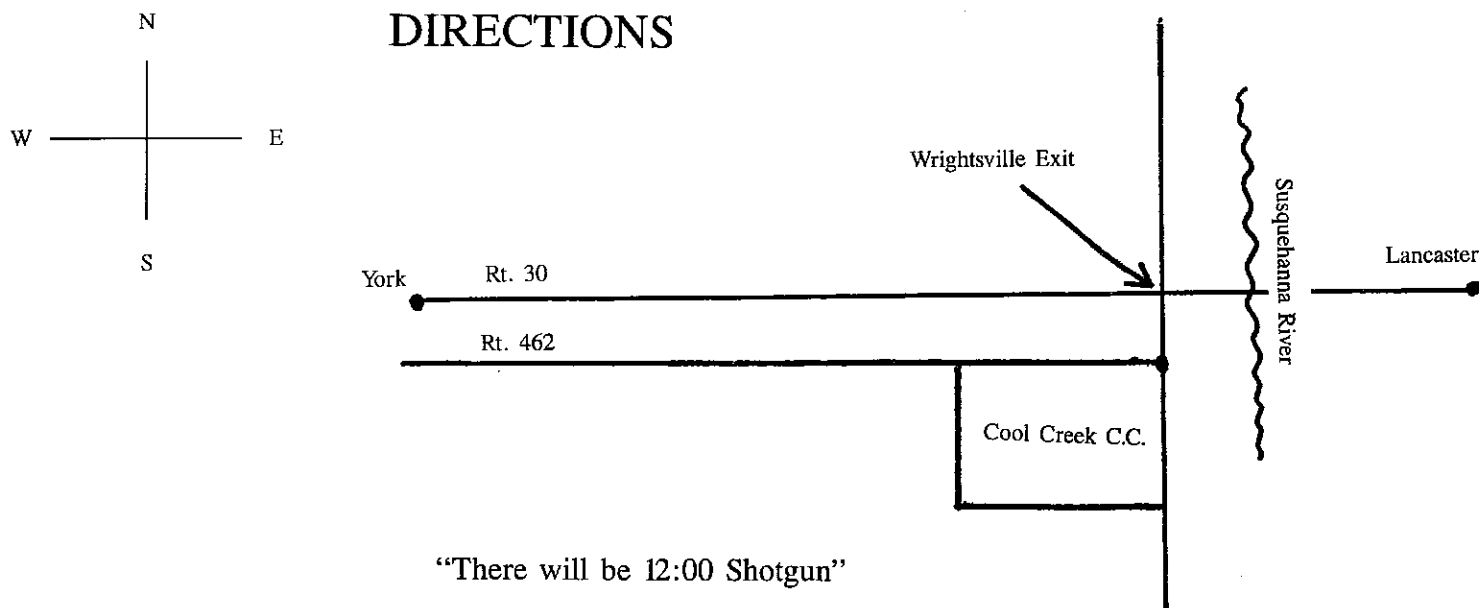 N
DIRECTIONS
W
E
S
Wrightsville Exit
Susquehanna River
Lancaster
York
Rt. 30
Rt. 462
Cool Creek C.C.
“There will be 12:00 Shotgun”